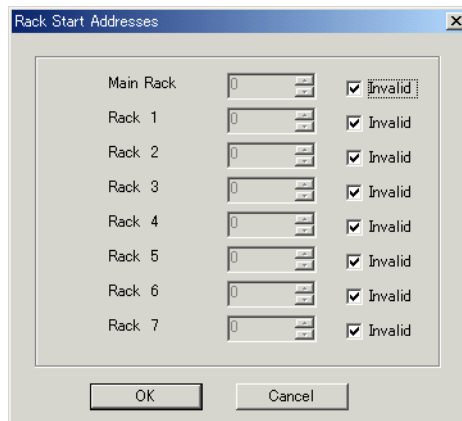 Rack Start Addresses
Main Rack 0 Invalid
Rack 1 0 Invalid
Rack 2 0 Invalid
Rack 3 0 Invalid
Rack 4 0 Invalid
Rack 5 0 Invalid
Rack 6 0 Invalid
Rack 7 0 Invalid
OK Cancel